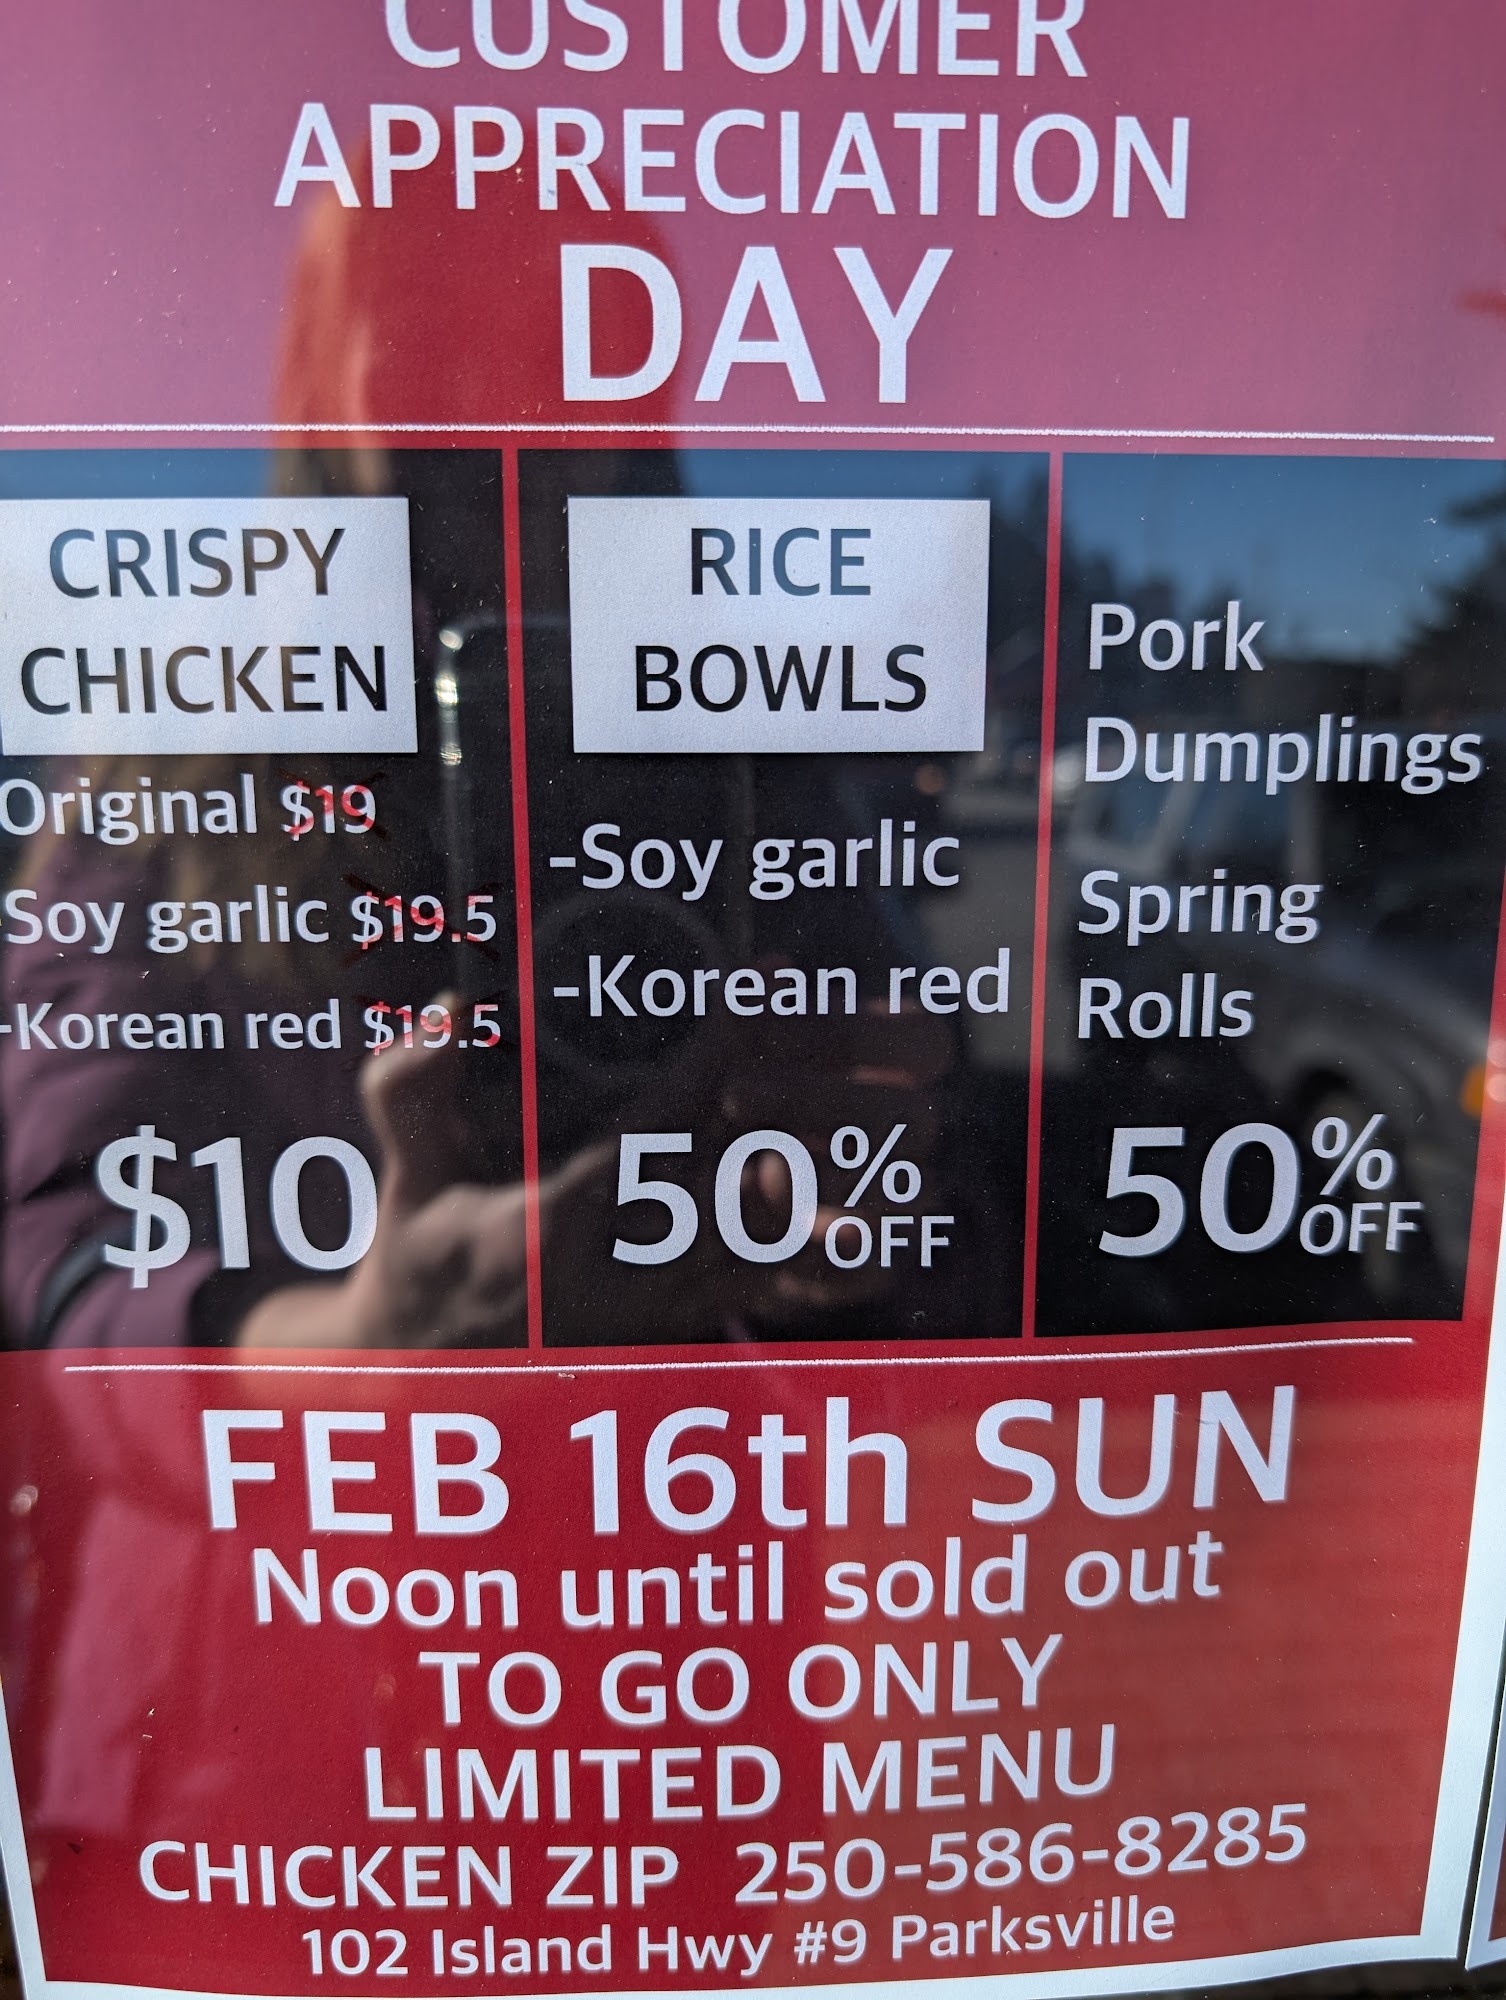 CUSTOMER
APPRECIATION
DAY
CRISPY
CHICKEN
Original $19
-Soy garlic $19.5
-Korean red $19.5
$10
RICE
BOWLS
-Soy garlic
-Korean red
50% OFF
Pork
Dumplings
Spring
Rolls
50% OFF
FEB 16th SUN
Noon until sold out
TO GO ONLY
LIMITED MENU
CHICKEN ZIP 250-586-8285
102 Island Hwy #9 Parksville